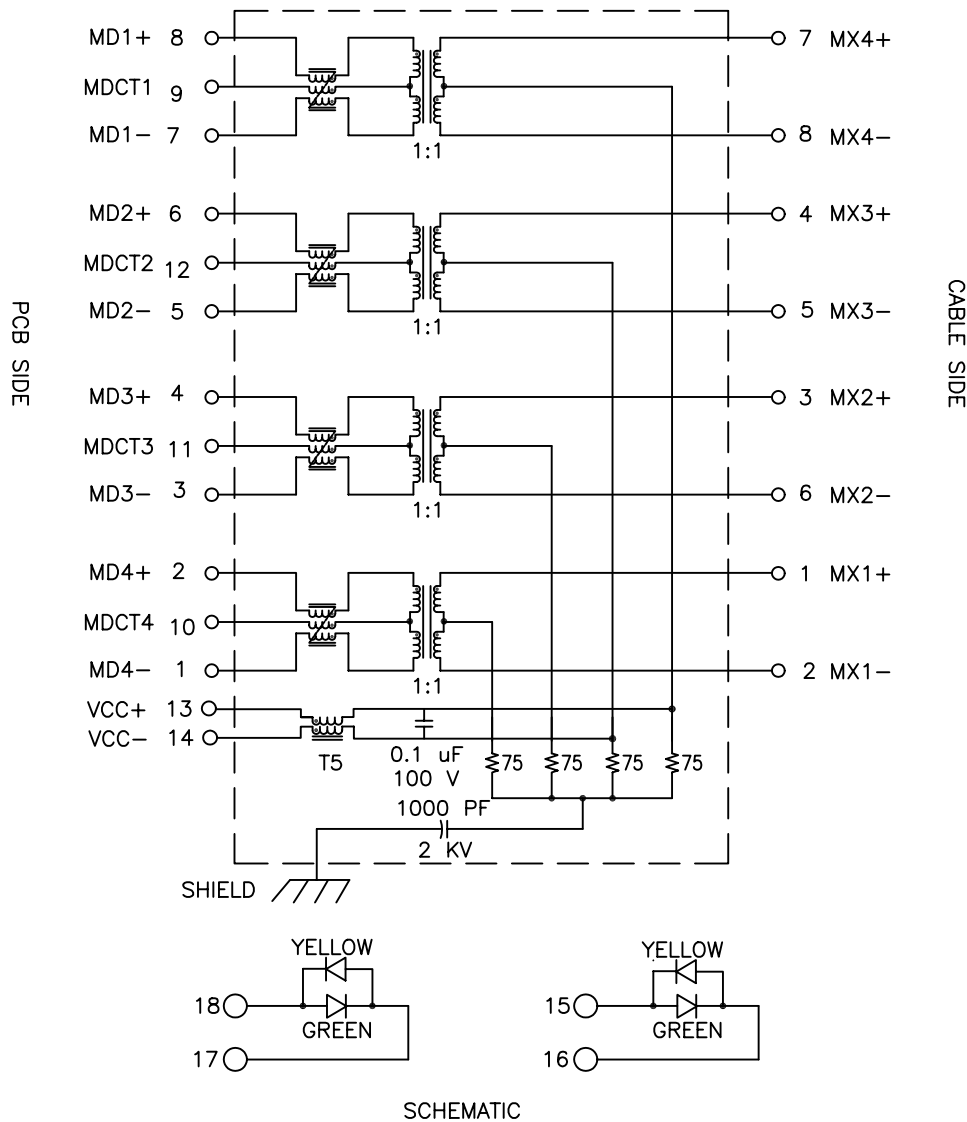 MD1+ 8
7 MX4+
MDCT1 9
MD1- 7
8 MX4-
1:1
MD2+ 6
4 MX3+
MDCT2 12
MD2- 5
5 MX3-
1:1
PCB SIDE
CABLE SIDE
MD3+ 4
3 MX2+
MDCT3 11
MD3- 3
6 MX2-
1:1
MD4+ 2
1 MX1+
MDCT4 10
MD4- 1
2 MX1-
1:1
VCC+ 13
VCC- 14
T5
0.1 uF
100 V
75
75
75
75
1000 PF
2 KV
SHIELD
YELLOW
18
GREEN
17
YELLOW
15
GREEN
16
SCHEMATIC